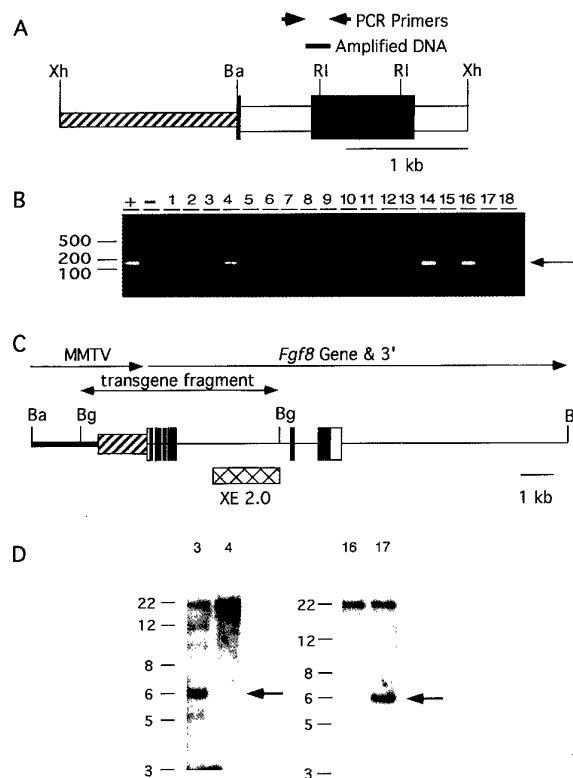 A
PCR Primers
Amplified DNA
Xh Ba RI RI Xh
1 kb
B
+ – 1 2 3 4 5 6 7 8 9 10 11 12 13 14 15 16 17 18
500
200
100
C
MMTV Fgf8 Gene & 3'
transgene fragment
Ba Bg Bg B
XE 2.0
1 kb
D
3 4 16 17
22 22
12 12
8 8
6 6
5 5
3 3